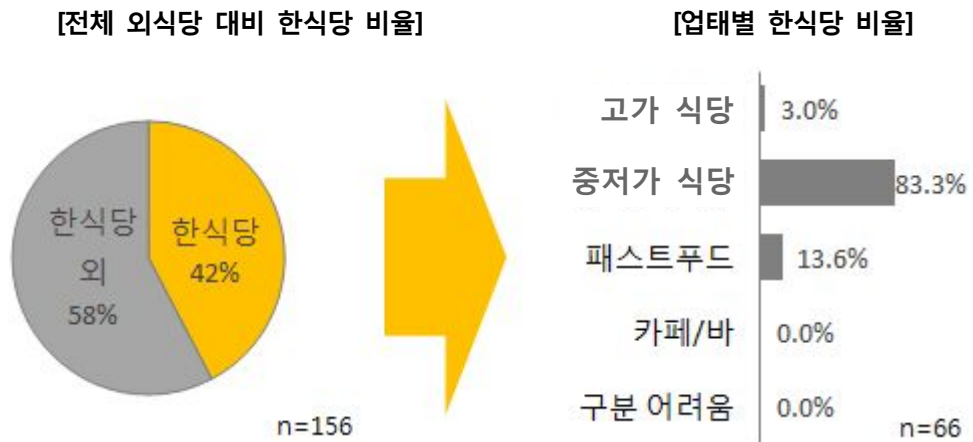 [전체 외식당 대비 한식당 비율]
한식당
외
58%
한식당
42%
n=156
[업태별 한식당 비율]
고가 식당 3.0%
중저가 식당 83.3%
패스트푸드 13.6%
카페/바 0.0%
구분 어려움 0.0%
n=66